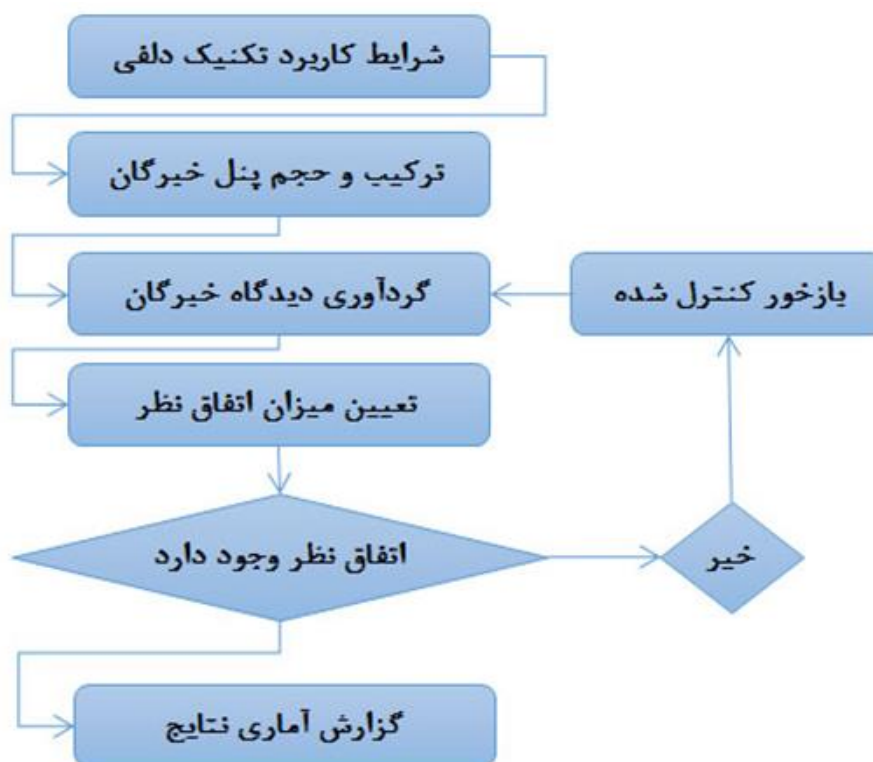 شرایط کاربرد تکنیک دلفی
ترکیب و حجم پنل خبرگان
گردآوری دیدگاه خبرگان
بازخور کنترل شده
تعیین میزان اتفاق نظر
اتفاق نظر وجود دارد
خیر
گزارش آماری نتایج